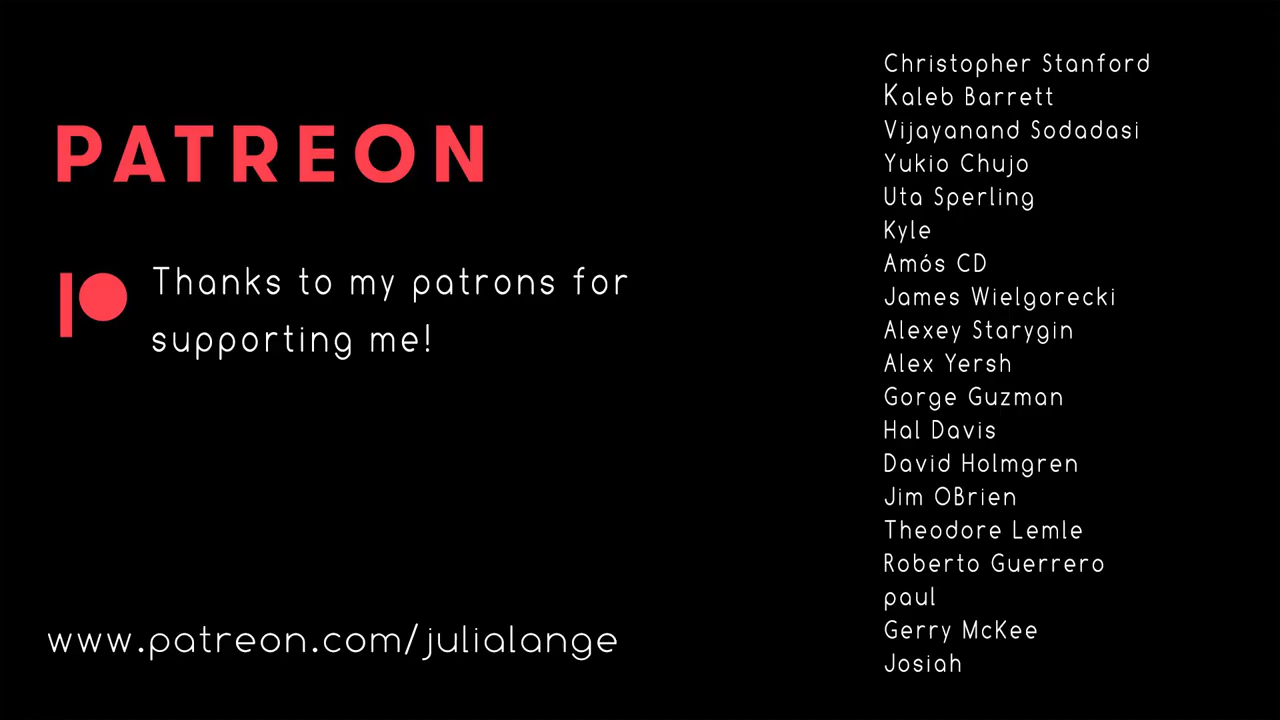 PATREON
Thanks to my patrons for
supporting me!
www.patreon.com/julialange
Christopher Stanford
Kaleb Barrett
Vijayanand Sodadasi
Yukio Chujo
Uta Sperling
Kyle
Amós CD
James Wielgorecki
Alexey Starygin
Alex Yersh
Gorge Guzman
Hal Davis
David Holmgren
Jim OBrien
Theodore Lemle
Roberto Guerrero
paul
Gerry McKee
Josiah